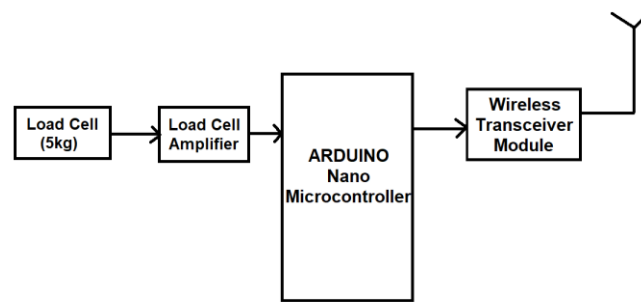 Load Cell
(5kg)
Load Cell
Amplifier
ARDUINO
Nano
Microcontroller
Wireless
Transceiver
Module